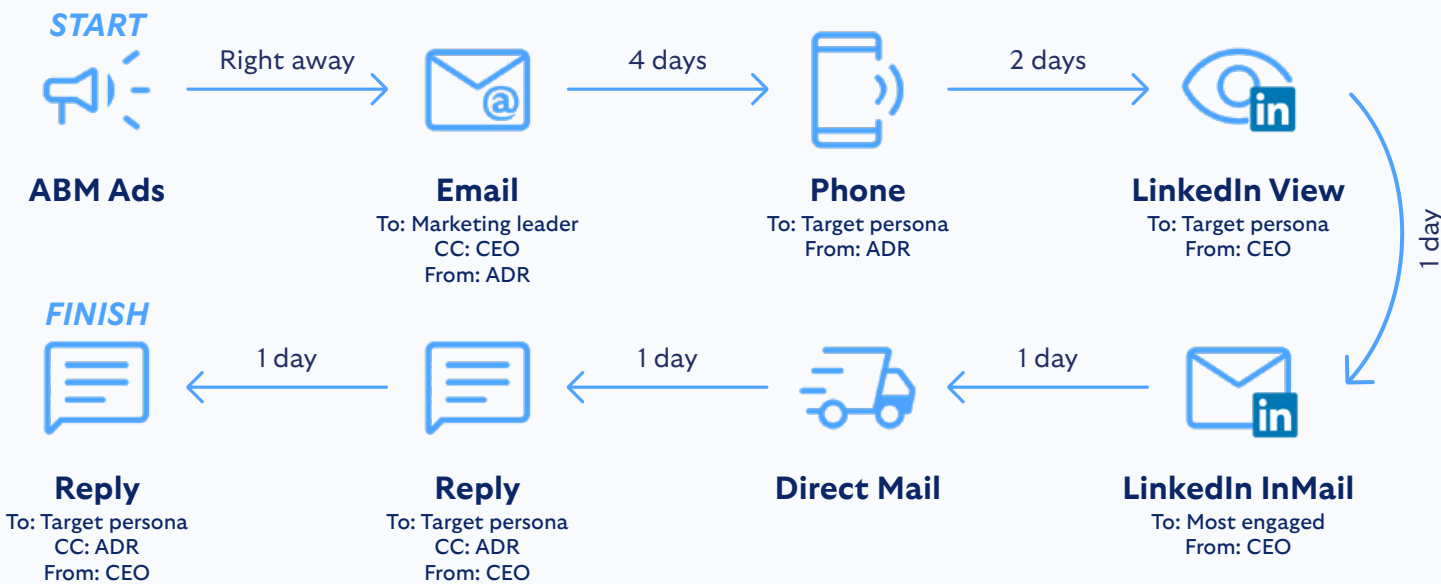 START
Right away
4 days
2 days
@
in
ABM Ads
Email
To: Marketing leader
CC: CEO
From: ADR
Phone
To: Target persona
From: ADR
LinkedIn View
To: Target persona
From: CEO
1 day
FINISH
1 day
1 day
1 day
in
Reply
To: Target persona
CC: ADR
From: CEO
Reply
To: Target persona
CC: ADR
From: CEO
Direct Mail
LinkedIn InMail
To: Most engaged
From: CEO